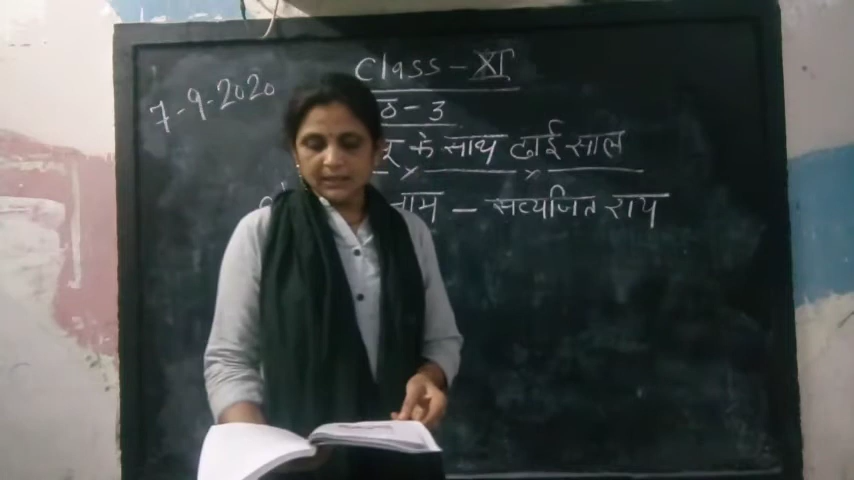 Class - XI
7-9-2020
ठ - 3
के साथ ढाई साल
नाम - सत्यजित राय